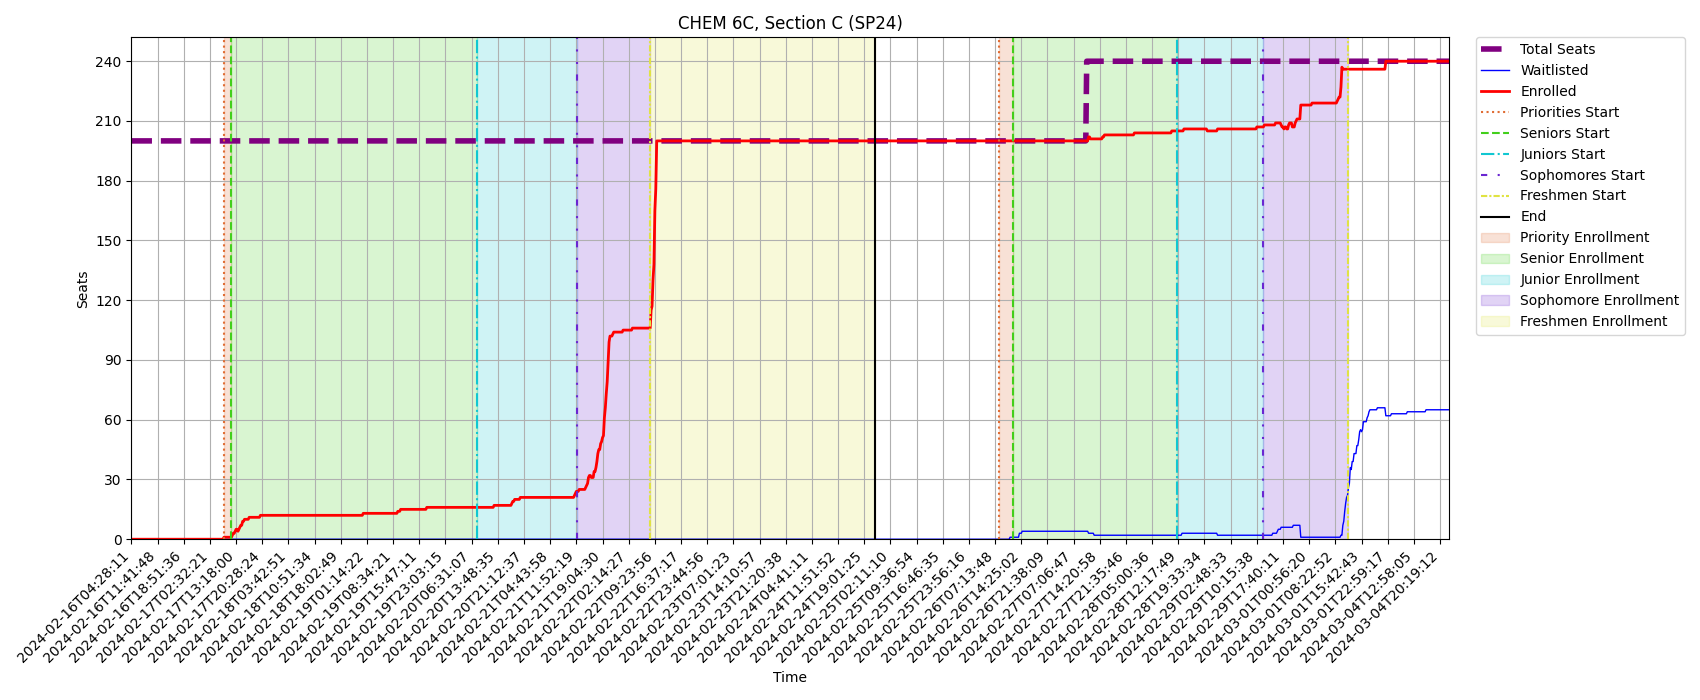 CHEM 6C, Section C (SP24)
Seats
240
210
180
150
120
90
60
30
0
2024-02-16T04:28:11
2024-02-16T11:41:48
2024-02-16T18:51:36
2024-02-17T02:32:21
2024-02-17T13:18:00
2024-02-17T20:28:24
2024-02-18T03:42:51
2024-02-18T10:51:34
2024-02-18T18:02:49
2024-02-19T01:14:22
2024-02-19T08:34:21
2024-02-19T15:47:11
2024-02-19T23:03:15
2024-02-20T06:31:07
2024-02-20T13:48:35
2024-02-20T21:12:37
2024-02-21T04:43:58
2024-02-21T11:52:19
2024-02-21T19:04:30
2024-02-22T02:14:27
2024-02-22T09:23:56
2024-02-22T16:37:17
2024-02-22T23:44:56
2024-02-23T07:01:23
2024-02-23T14:10:57
2024-02-23T21:20:38
2024-02-24T04:41:11
2024-02-24T11:51:52
2024-02-24T19:01:25
2024-02-25T02:11:10
2024-02-25T09:36:54
2024-02-25T16:46:35
2024-02-25T23:56:16
2024-02-26T07:13:48
2024-02-26T14:25:02
2024-02-26T21:38:09
2024-02-27T07:06:47
2024-02-27T14:20:58
2024-02-27T21:35:46
2024-02-28T05:00:36
2024-02-28T12:17:49
2024-02-28T19:33:34
2024-02-29T02:48:33
2024-02-29T10:15:38
2024-02-29T17:40:11
2024-03-01T00:56:20
2024-03-01T08:22:52
2024-03-01T15:42:43
2024-03-01T22:59:17
2024-03-04T12:58:05
2024-03-04T20:19:12
Time
Total Seats
Waitlisted
Enrolled
Priorities Start
Seniors Start
Juniors Start
Sophomores Start
Freshmen Start
End
Priority Enrollment
Senior Enrollment
Junior Enrollment
Sophomore Enrollment
Freshmen Enrollment